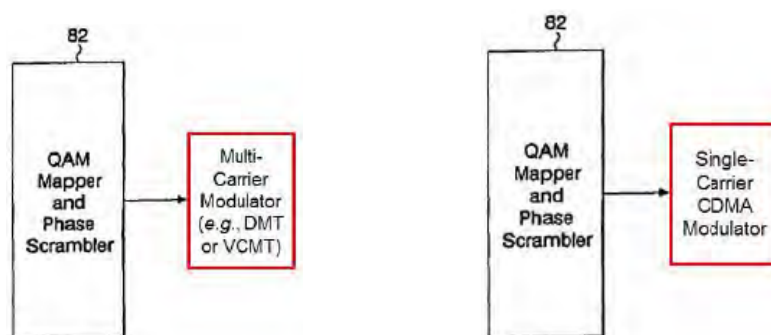 82
QAM
Mapper
and
Phase
Scrambler
Multi-
Carrier
Modulator
(e.g., DMT
or VCMT)
82
QAM
Mapper
and
Phase
Scrambler
Single-
Carrier
CDMA
Modulator